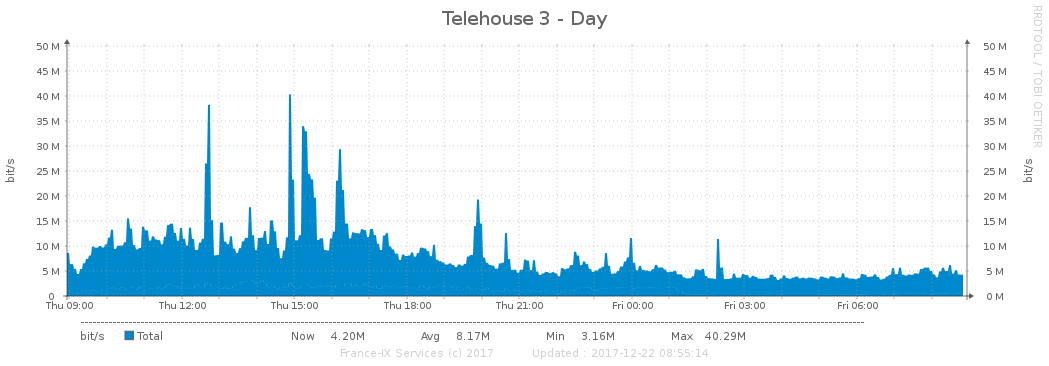 Telehouse 3 - Day
RRDTOOL / TOBI OETIKER
50 M 50 M
45 M 45 M
40 M 40 M
35 M 35 M
30 M 30 M
25 M 25 M
20 M 20 M
15 M 15 M
10 M 10 M
5 M 5 M
0 0 M
bit/s bit/s
Thu 09:00 Thu 12:00 Thu 15:00 Thu 18:00 Thu 21:00 Fri 00:00 Fri 03:00 Fri 06:00
bit/s Total Now 4.20M Avg 8.17M Min 3.16M Max 40.29M
France-IX Services (c) 2017 Updated : 2017-12-22 08:55:14